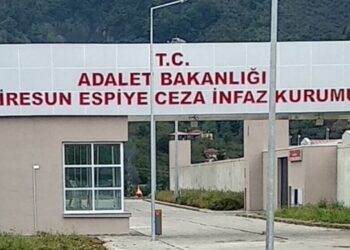 T.C.
ADALET BAKANLIĞI
İRESUN ESPİYE CEZA İNFAZ KURUMU